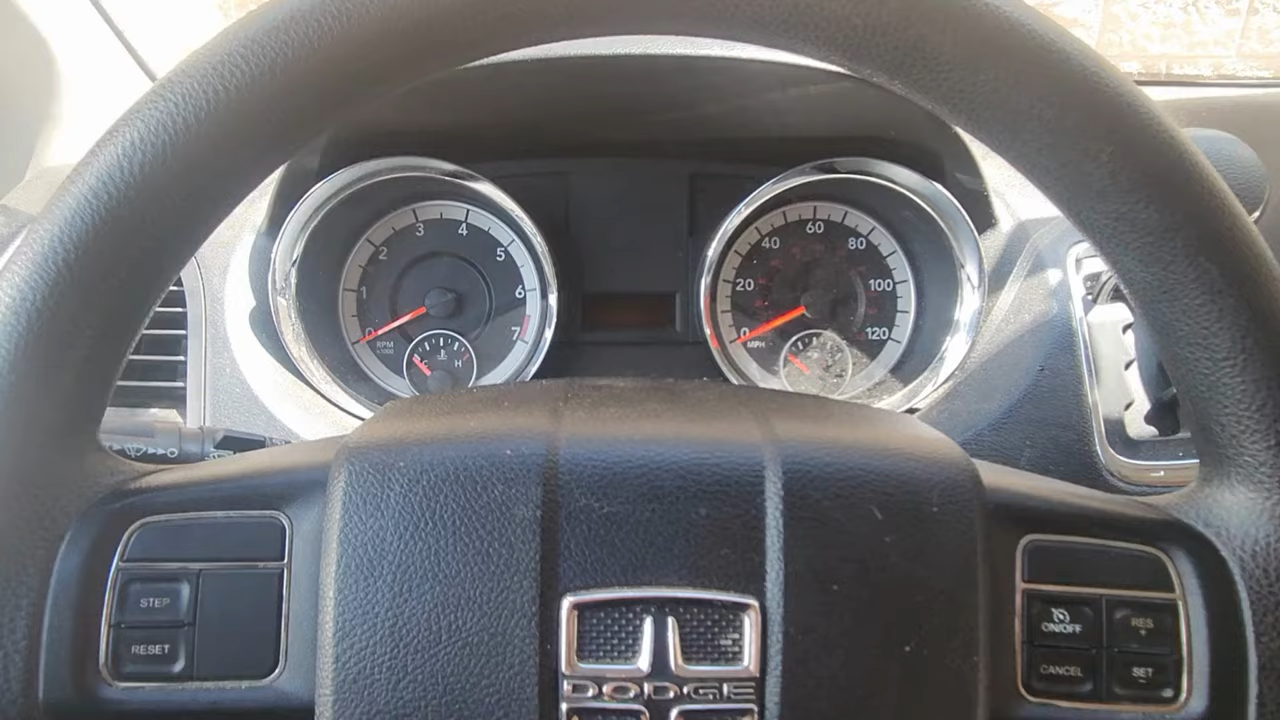 0 1 2 3 4 5 6 7
RPM
x1000
C H
0 20 40 60 80 100 120
MPH
STEP
RESET
ON/OFF
RES
+
CANCEL
SET
-
DODGE